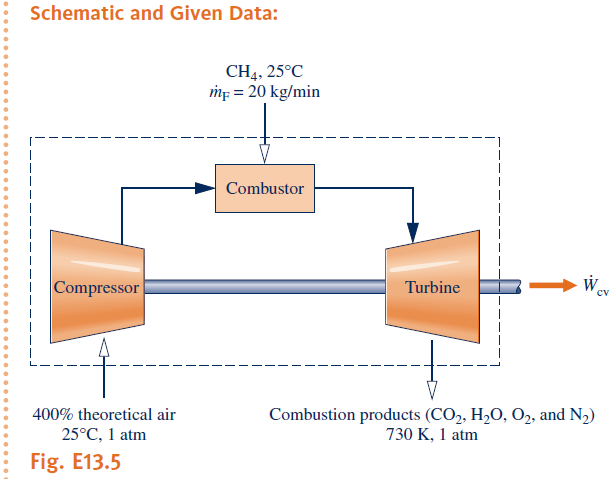 Schematic and Given Data:
CH₄, 25°C
ṁF = 20 kg/min
Combustor
Compressor
Turbine
Ẇcv
400% theoretical air
25°C, 1 atm
Combustion products (CO₂, H₂O, O₂, and N₂)
730 K, 1 atm
Fig. E13.5